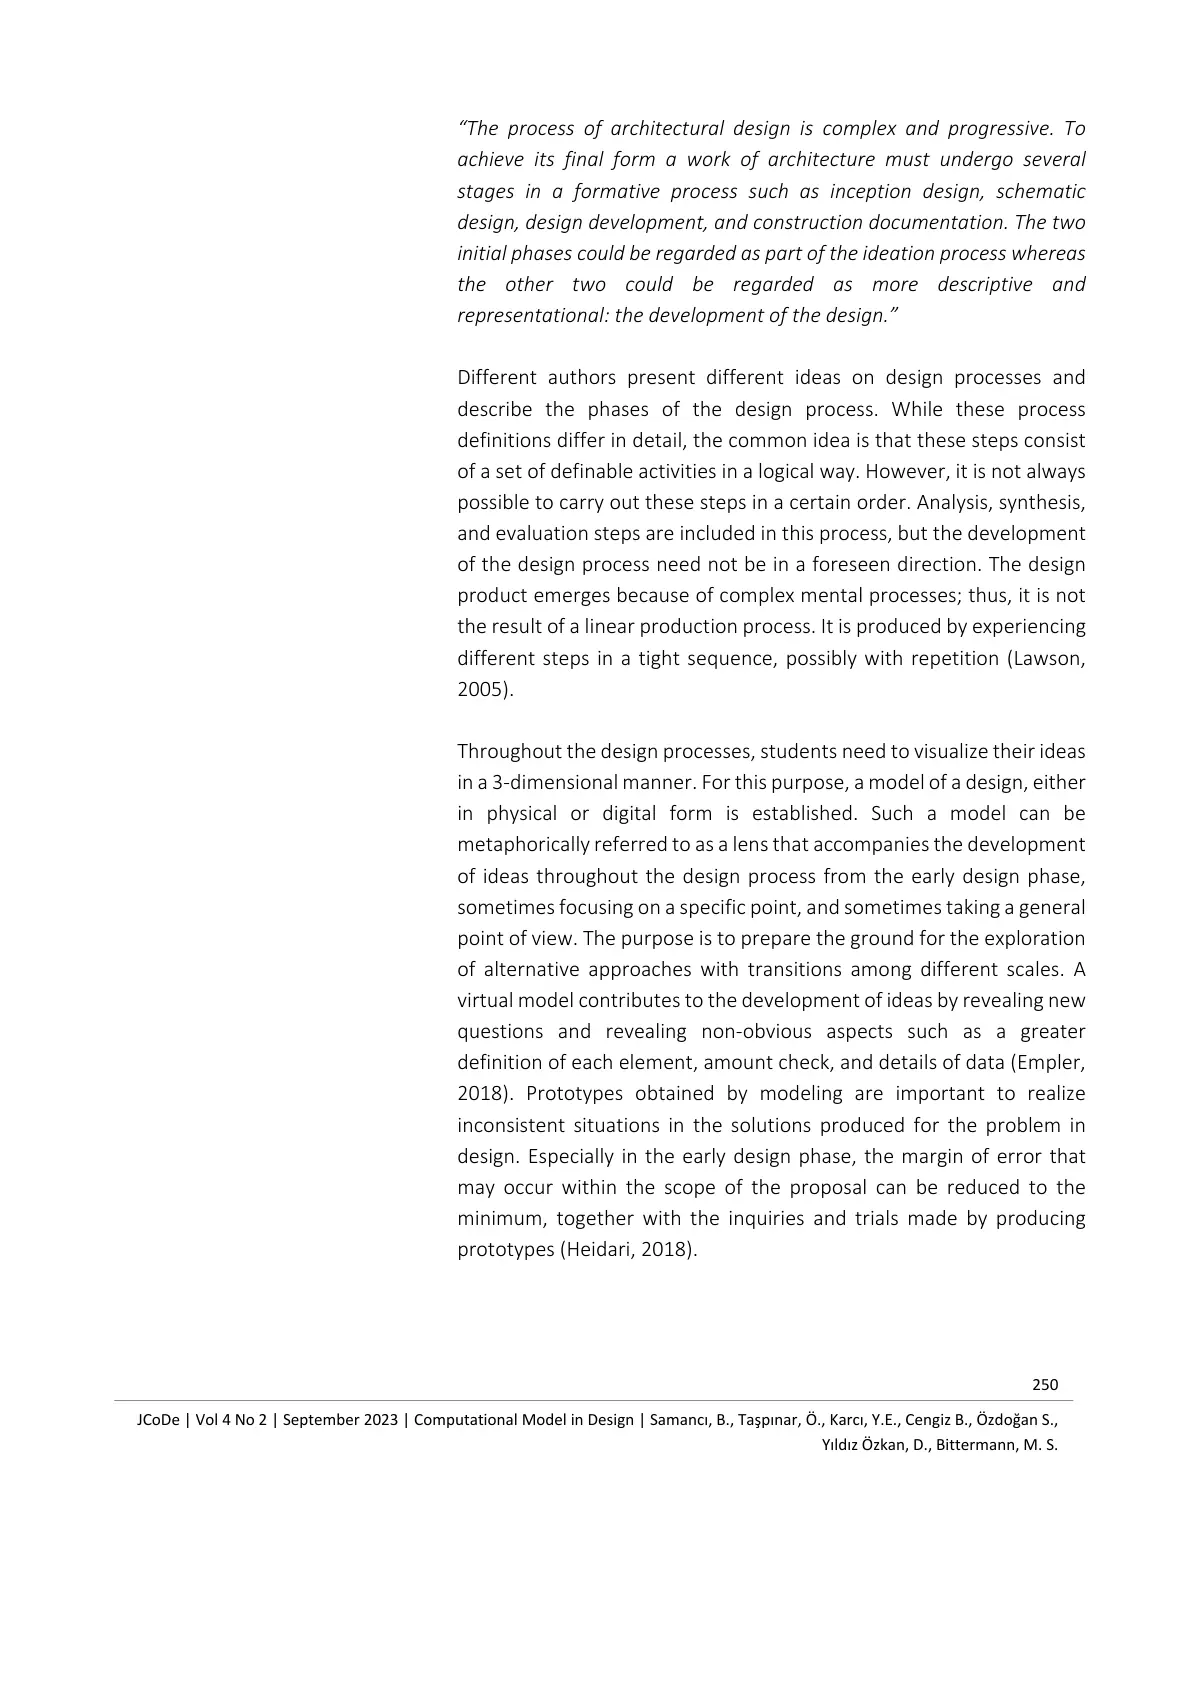 “The process of architectural design is complex and progressive. To
achieve its final form a work of architecture must undergo several
stages in a formative process such as inception design, schematic
design, design development, and construction documentation. The two
initial phases could be regarded as part of the ideation process whereas
the other two could be regarded as more descriptive and
representational: the development of the design.”
Different authors present different ideas on design processes and
describe the phases of the design process. While these process
definitions differ in detail, the common idea is that these steps consist
of a set of definable activities in a logical way. However, it is not always
possible to carry out these steps in a certain order. Analysis, synthesis,
and evaluation steps are included in this process, but the development
of the design process need not be in a foreseen direction. The design
product emerges because of complex mental processes; thus, it is not
the result of a linear production process. It is produced by experiencing
different steps in a tight sequence, possibly with repetition (Lawson,
2005).
Throughout the design processes, students need to visualize their ideas
in a 3-dimensional manner. For this purpose, a model of a design, either
in physical or digital form is established. Such a model can be
metaphorically referred to as a lens that accompanies the development
of ideas throughout the design process from the early design phase,
sometimes focusing on a specific point, and sometimes taking a general
point of view. The purpose is to prepare the ground for the exploration
of alternative approaches with transitions among different scales. A
virtual model contributes to the development of ideas by revealing new
questions and revealing non-obvious aspects such as a greater
definition of each element, amount check, and details of data (Empler,
2018). Prototypes obtained by modeling are important to realize
inconsistent situations in the solutions produced for the problem in
design. Especially in the early design phase, the margin of error that
may occur within the scope of the proposal can be reduced to the
minimum, together with the inquiries and trials made by producing
prototypes (Heidari, 2018).
250
JCoDe | Vol 4 No 2 | September 2023 | Computational Model in Design | Samancı, B., Taşpınar, Ö., Karcı, Y.E., Cengiz B., Özdoğan S.,
Yıldız Özkan, D., Bittermann, M. S.